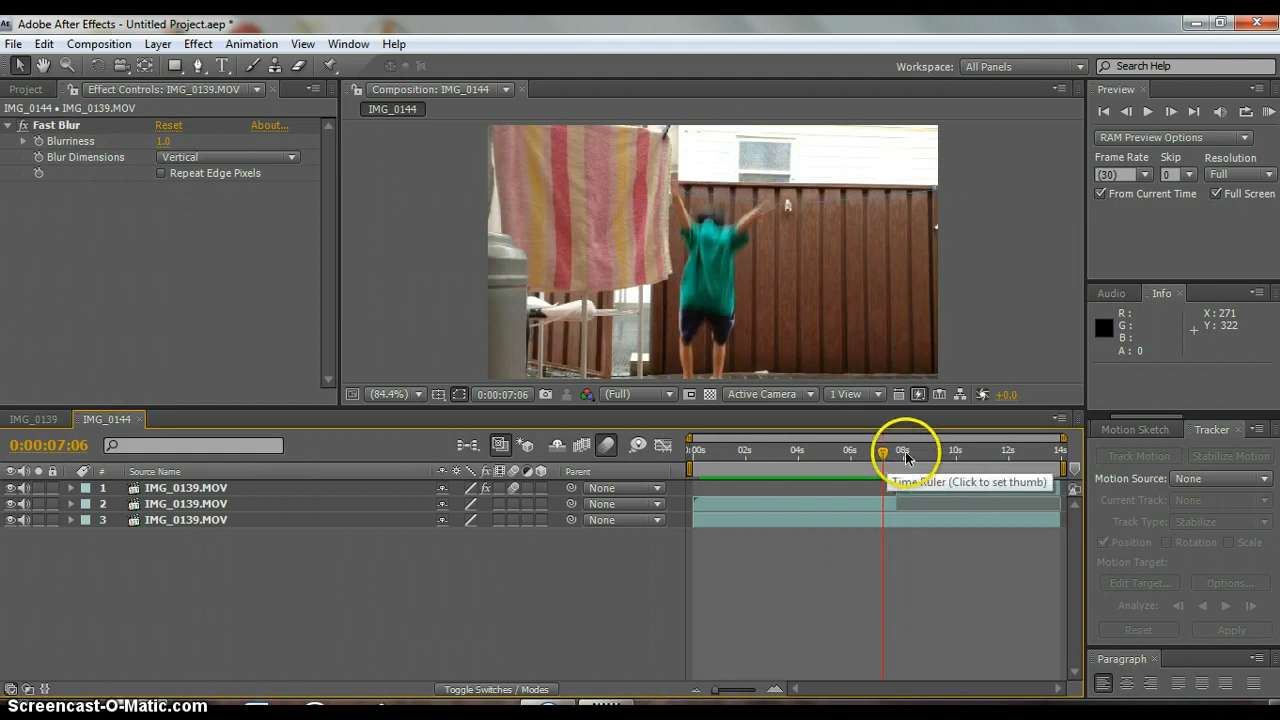 Ae Adobe After Effects - Untitled Project.aep *
File Edit Composition Layer Effect Animation View Window Help
Workspace: All Panels Search Help
Project Effect Controls: IMG_0139.MOV Composition: IMG_0144 Preview
IMG_0144 • IMG_0139.MOV IMG_0144
Fast Blur Reset About...
Blurriness 1.0
Blur Dimensions Vertical
Repeat Edge Pixels
RAM Preview Options
Frame Rate Skip Resolution
(30) 0 Full
From Current Time Full Screen
Audio Info
R: X: 271
G: Y: 322
B:
A: 0
(84.4%) 0:00:07:06 (Full) Active Camera 1 View +0.0
IMG_0139 IMG_0144
Motion Sketch Tracker
0:00:07:06
:00s 02s 04s 06s 08s 10s 12s 14s
Track Motion Stabilize Motion
# Source Name Parent
Motion Source: None
Time Ruler (Click to set thumb)
1 IMG_0139.MOV None
2 IMG_0139.MOV None
3 IMG_0139.MOV None
Current Track: None
Track Type: Stabilize
Position Rotation Scale
Motion Target:
Edit Target... Options...
Analyze:
Reset Apply
Paragraph
Toggle Switches / Modes
Screencast-O-Matic.com